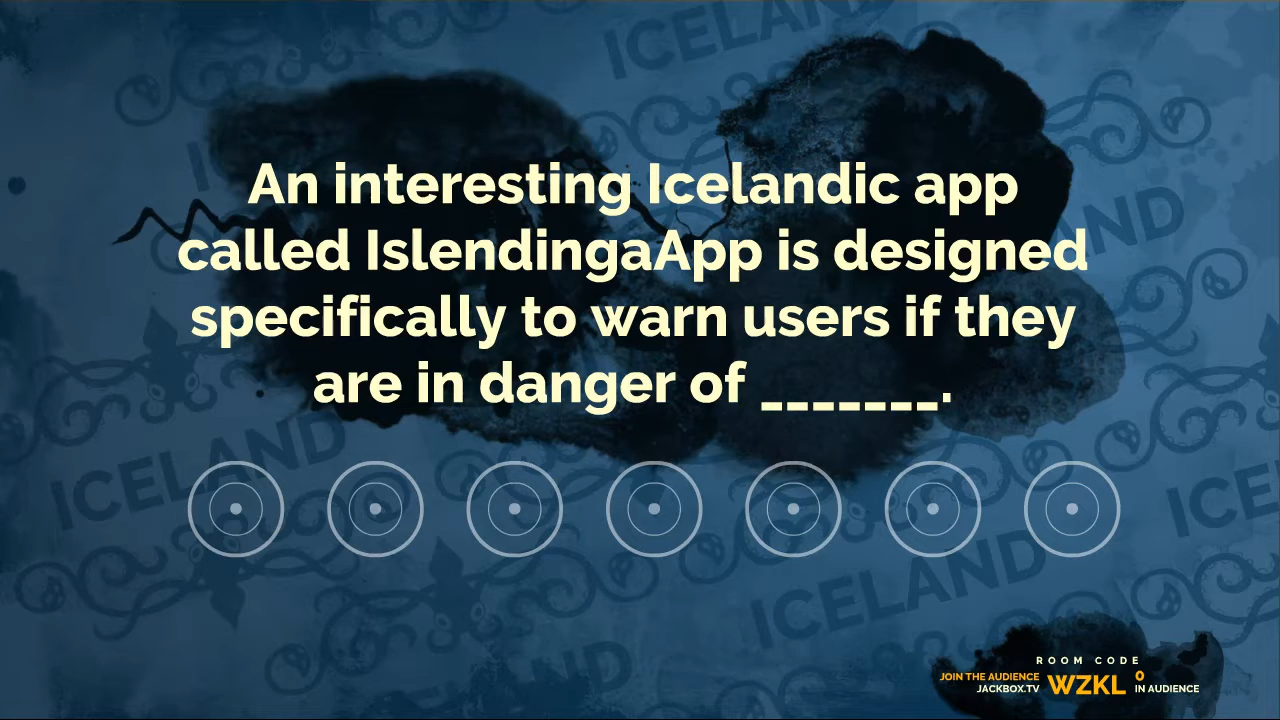 ICELAND
An interesting Icelandic app
called IslendingaApp is designed
specifically to warn users if they
are in danger of _______.
ICELAND
ICELAND
ROOM CODE
JOIN THE AUDIENCE
JACKBOX.TV
WZKL
0
IN AUDIENCE